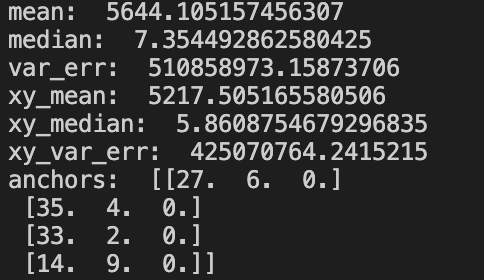 mean:  5644.105157456307
median:  7.354492862580425
var_err:  510858973.15873706
xy_mean:  5217.505165580506
xy_median:  5.8608754679296835
xy_var_err:  425070764.2415215
anchors:  [[27.  6.  0.]
 [35.  4.  0.]
 [33.  2.  0.]
 [14.  9.  0.]]